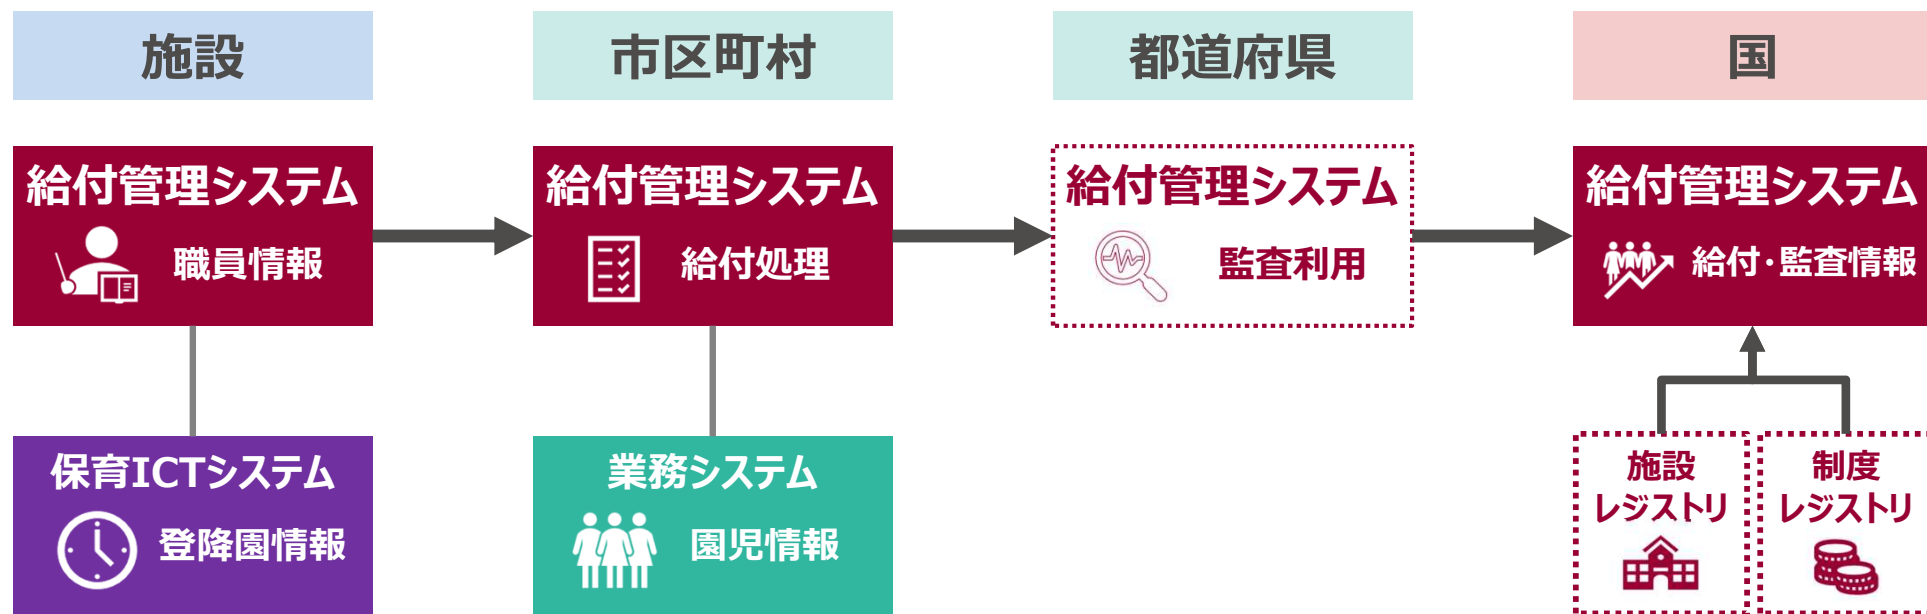 施設
市区町村
都道府県
国
給付管理システム
職員情報
給付管理システム
給付処理
給付管理システム
監査利用
給付管理システム
給付・監査情報
保育ICTシステム
登降園情報
業務システム
園児情報
施設
レジストリ
制度
レジストリ